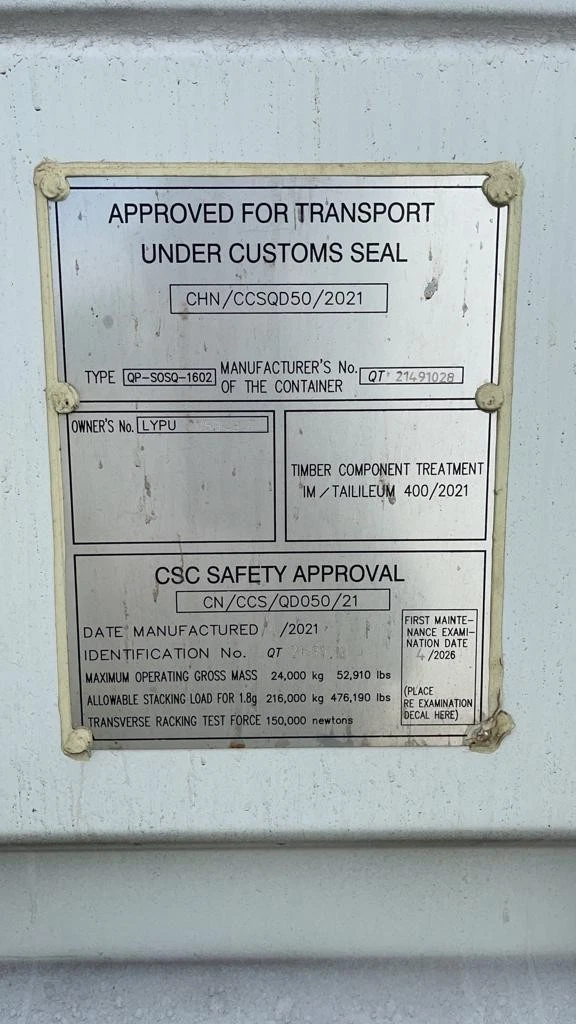 APPROVED FOR TRANSPORT
UNDER CUSTOMS SEAL
CHN/CCSQD50/2021
TYPE QP-SOSQ-1602 MANUFACTURER'S No. OF THE CONTAINER QT 21491028
OWNER'S No. LYPU
TIMBER COMPONENT TREATMENT
IM/TAILILEUM 400/2021
CSC SAFETY APPROVAL
CN/CCS/QD050/21
DATE MANUFACTURED /2021
IDENTIFICATION No. QT
MAXIMUM OPERATING GROSS MASS 24,000 kg 52,910 lbs
ALLOWABLE STACKING LOAD FOR 1.8g 216,000 kg 476,190 lbs
TRANSVERSE RACKING TEST FORCE 150,000 newtons
FIRST MAINTE-
NANCE EXAMI-
NATION DATE
4/2026
(PLACE
RE EXAMINATION
DECAL HERE)